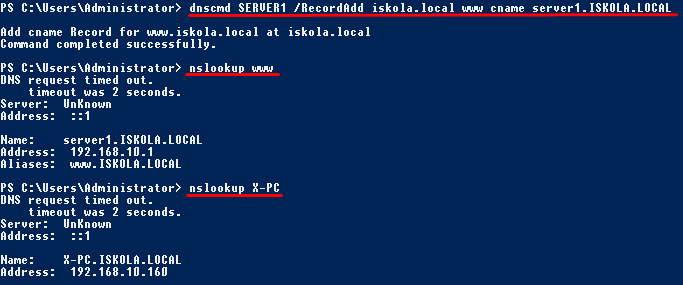 PS C:\Users\Administrator> dnscmd SERVER1 /RecordAdd iskola.local www cname server1.ISKOLA.LOCAL
Add cname Record for www.iskola.local at iskola.local
Command completed successfully.
PS C:\Users\Administrator> nslookup www
DNS request timed out.
    timeout was 2 seconds.
Server:  UnKnown
Address:  ::1
Name:    server1.ISKOLA.LOCAL
Address:  192.168.10.1
Aliases:  www.ISKOLA.LOCAL
PS C:\Users\Administrator> nslookup X-PC
DNS request timed out.
    timeout was 2 seconds.
Server:  UnKnown
Address:  ::1
Name:    X-PC.ISKOLA.LOCAL
Address:  192.168.10.160